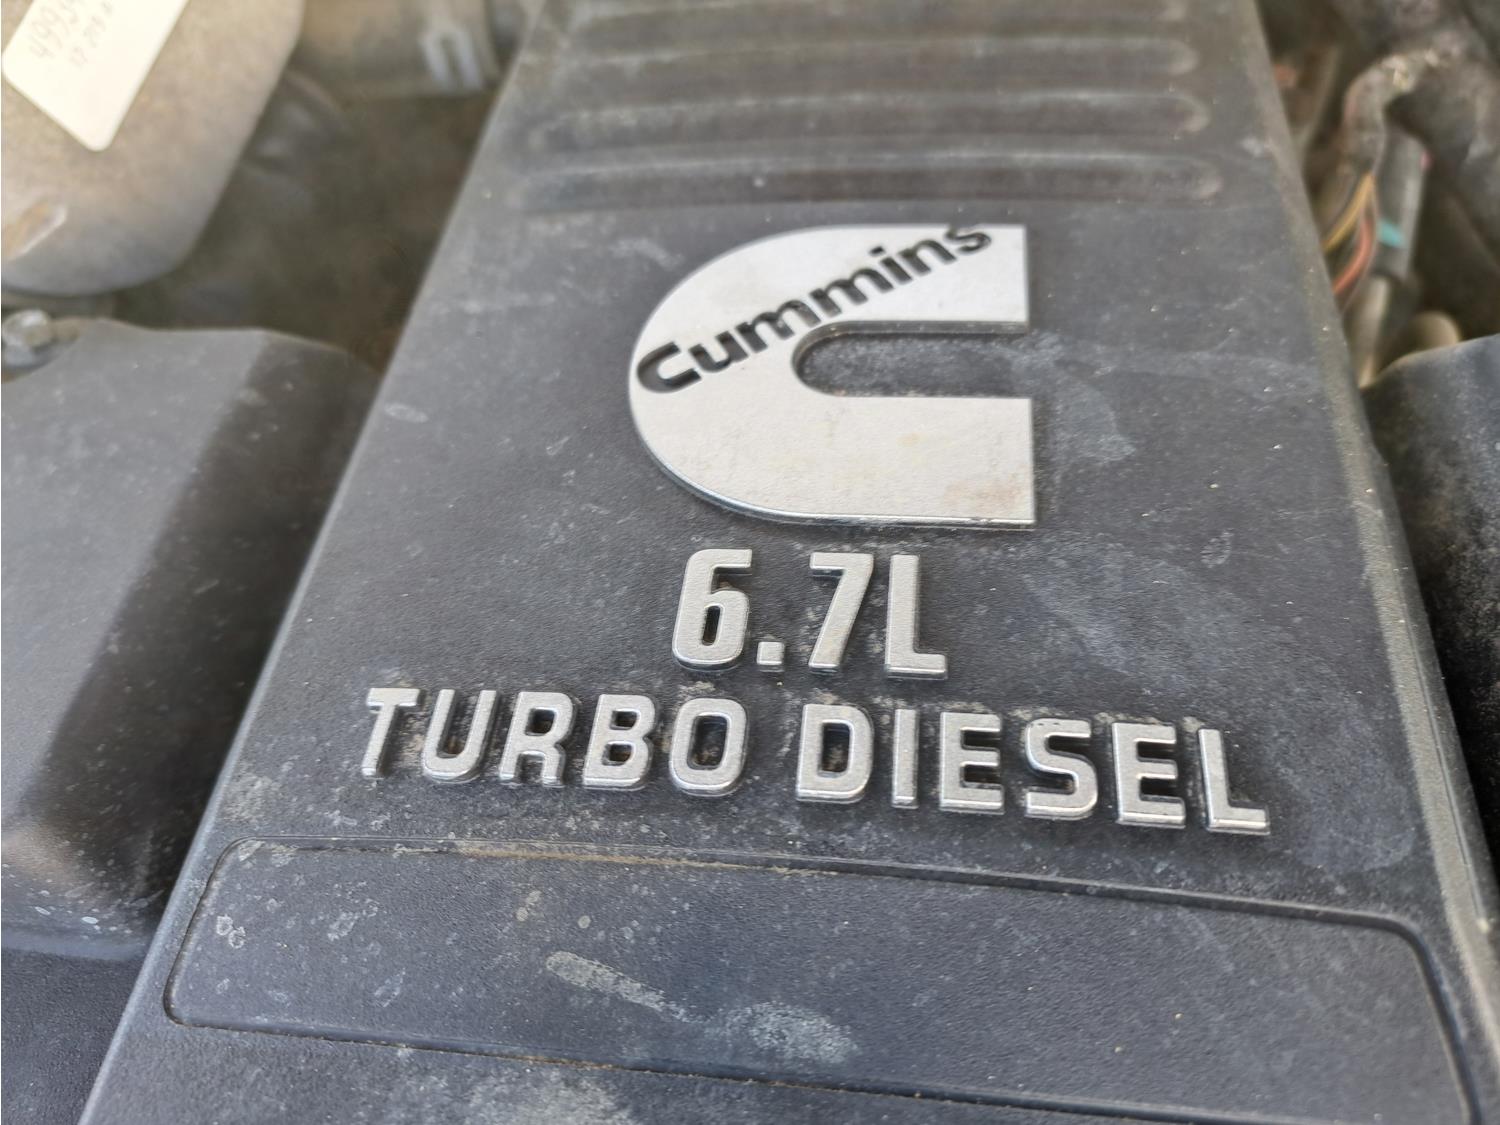 Cummins
6.7L
TURBO DIESEL